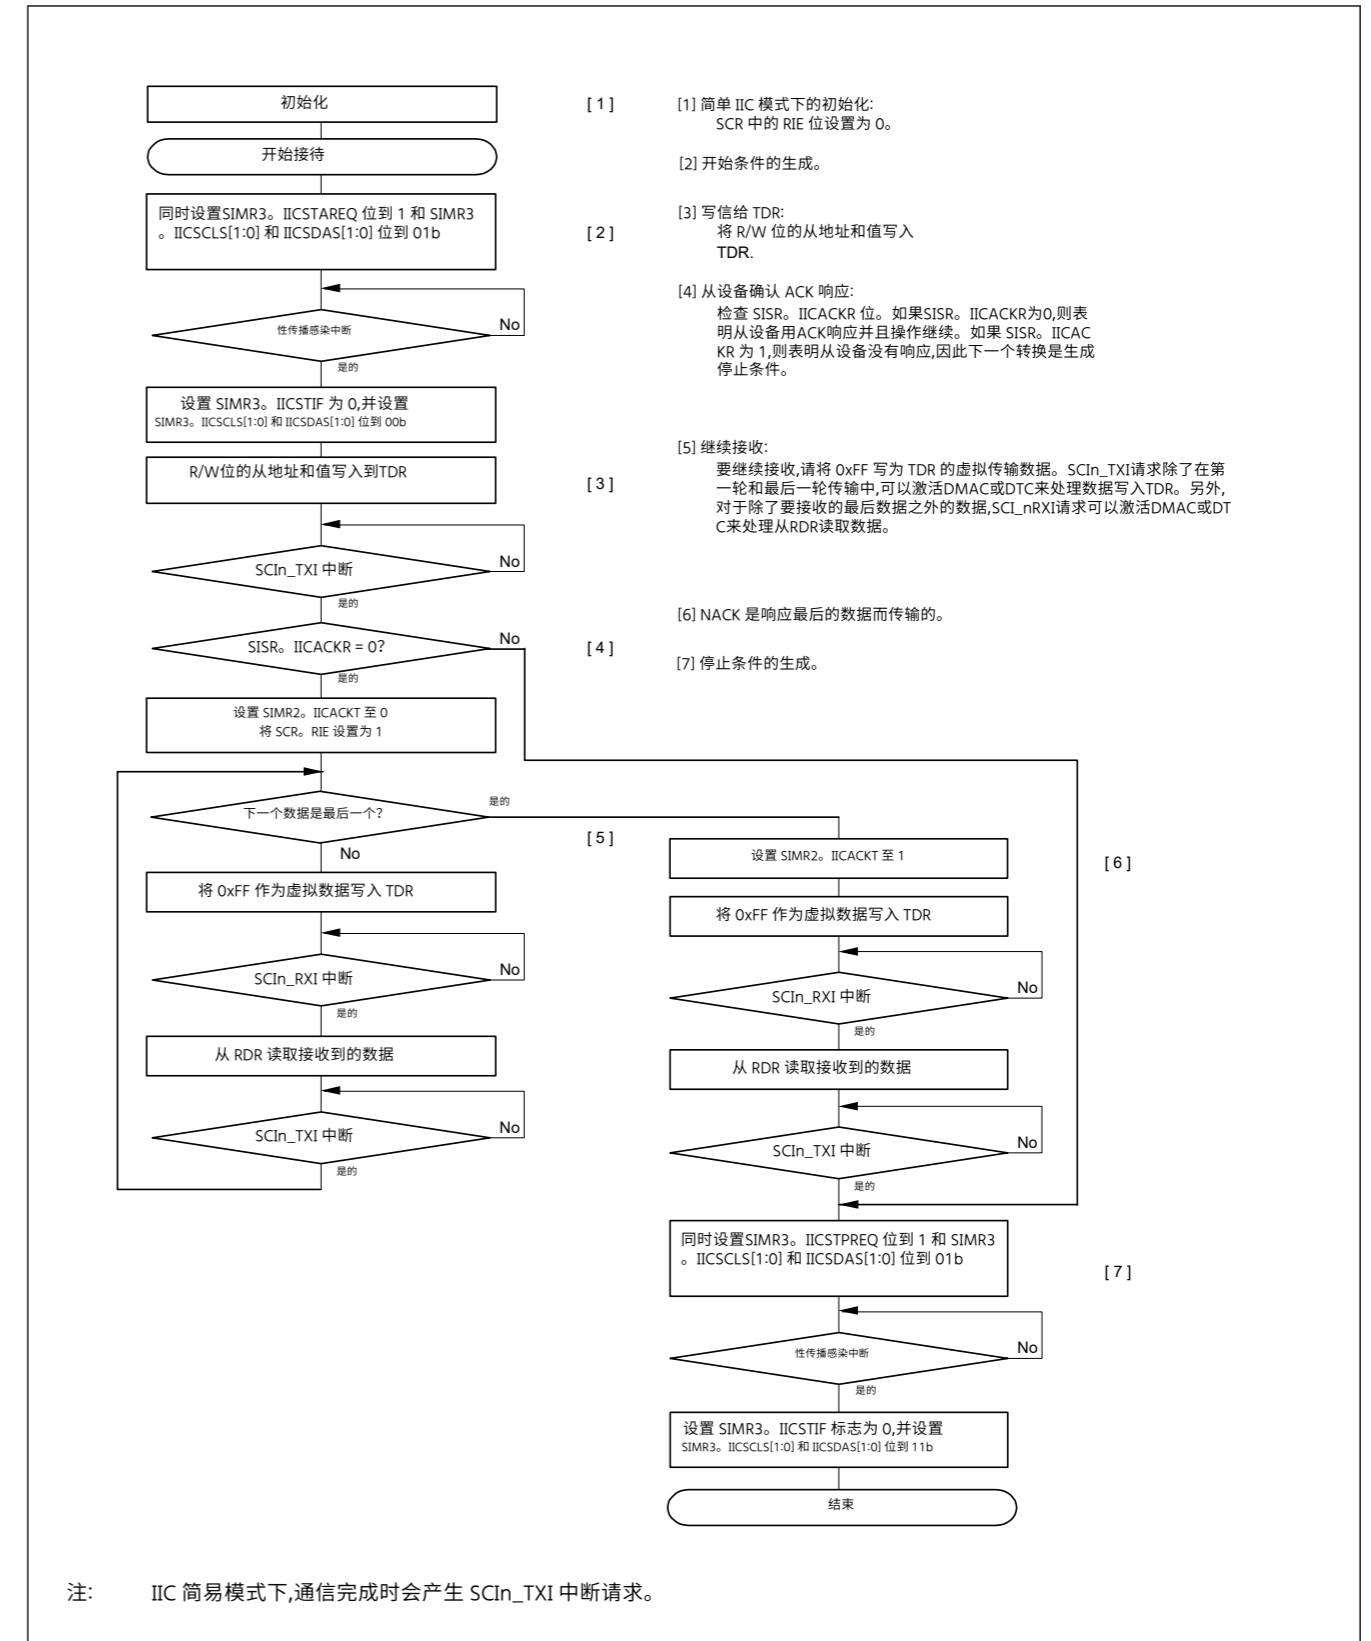 初始化
[ 1 ]
开始接待
同时设置SIMR3。IICSTAREQ 位到 1 和 SIMR3
。IICSCLS[1:0] 和 IICSDAS[1:0] 位到 01b
[ 2 ]
性传播感染中断
No
是的
设置 SIMR3。IICSTIF 为 0,并设置
SIMR3。IICSCLS[1:0] 和 IICSDAS[1:0] 位到 00b
R/W位的从地址和值写入到TDR
[ 3 ]
SCIn_TXI 中断
No
是的
SISR。IICACKR = 0?
No
[ 4 ]
是的
设置 SIMR2。IICACKT 至 0
将 SCR。RIE 设置为 1
下一个数据是最后一个?
是的
[ 5 ]
No
将 0xFF 作为虚拟数据写入 TDR
SCIn_RXI 中断
No
是的
从 RDR 读取接收到的数据
SCIn_TXI 中断
No
是的
[1] 简单 IIC 模式下的初始化:
SCR 中的 RIE 位设置为 0。
[2] 开始条件的生成。
[3] 写信给 TDR:
将 R/W 位的从地址和值写入
TDR.
[4] 从设备确认 ACK 响应:
检查 SISR。IICACKR 位。如果SISR。IICACKR为0,则表
明从设备用ACK响应并且操作继续。如果 SISR。IICAC
KR 为 1,则表明从设备没有响应,因此下一个转换是生成
停止条件。
[5] 继续接收:
要继续接收,请将 0xFF 写为 TDR 的虚拟传输数据。SCIn_TXI请求除了在第
一轮和最后一轮传输中,可以激活DMAC或DTC来处理数据写入TDR。另外,
对于除了要接收的最后数据之外的数据,SCI_nRXI请求可以激活DMAC或DT
C来处理从RDR读取数据。
[6] NACK 是响应最后的数据而传输的。
[7] 停止条件的生成。
设置 SIMR2。IICACKT 至 1
[ 6 ]
将 0xFF 作为虚拟数据写入 TDR
SCIn_RXI 中断
No
是的
从 RDR 读取接收到的数据
SCIn_TXI 中断
No
是的
同时设置SIMR3。IICSTPREQ 位到 1 和 SIMR3
。IICSCLS[1:0] 和 IICSDAS[1:0] 位到 01b
[ 7 ]
性传播感染中断
No
是的
设置 SIMR3。IICSTIF 标志为 0,并设置
SIMR3。IICSCLS[1:0] 和 IICSDAS[1:0] 位到 11b
结束
注: IIC 简易模式下,通信完成时会产生 SCIn_TXI 中断请求。